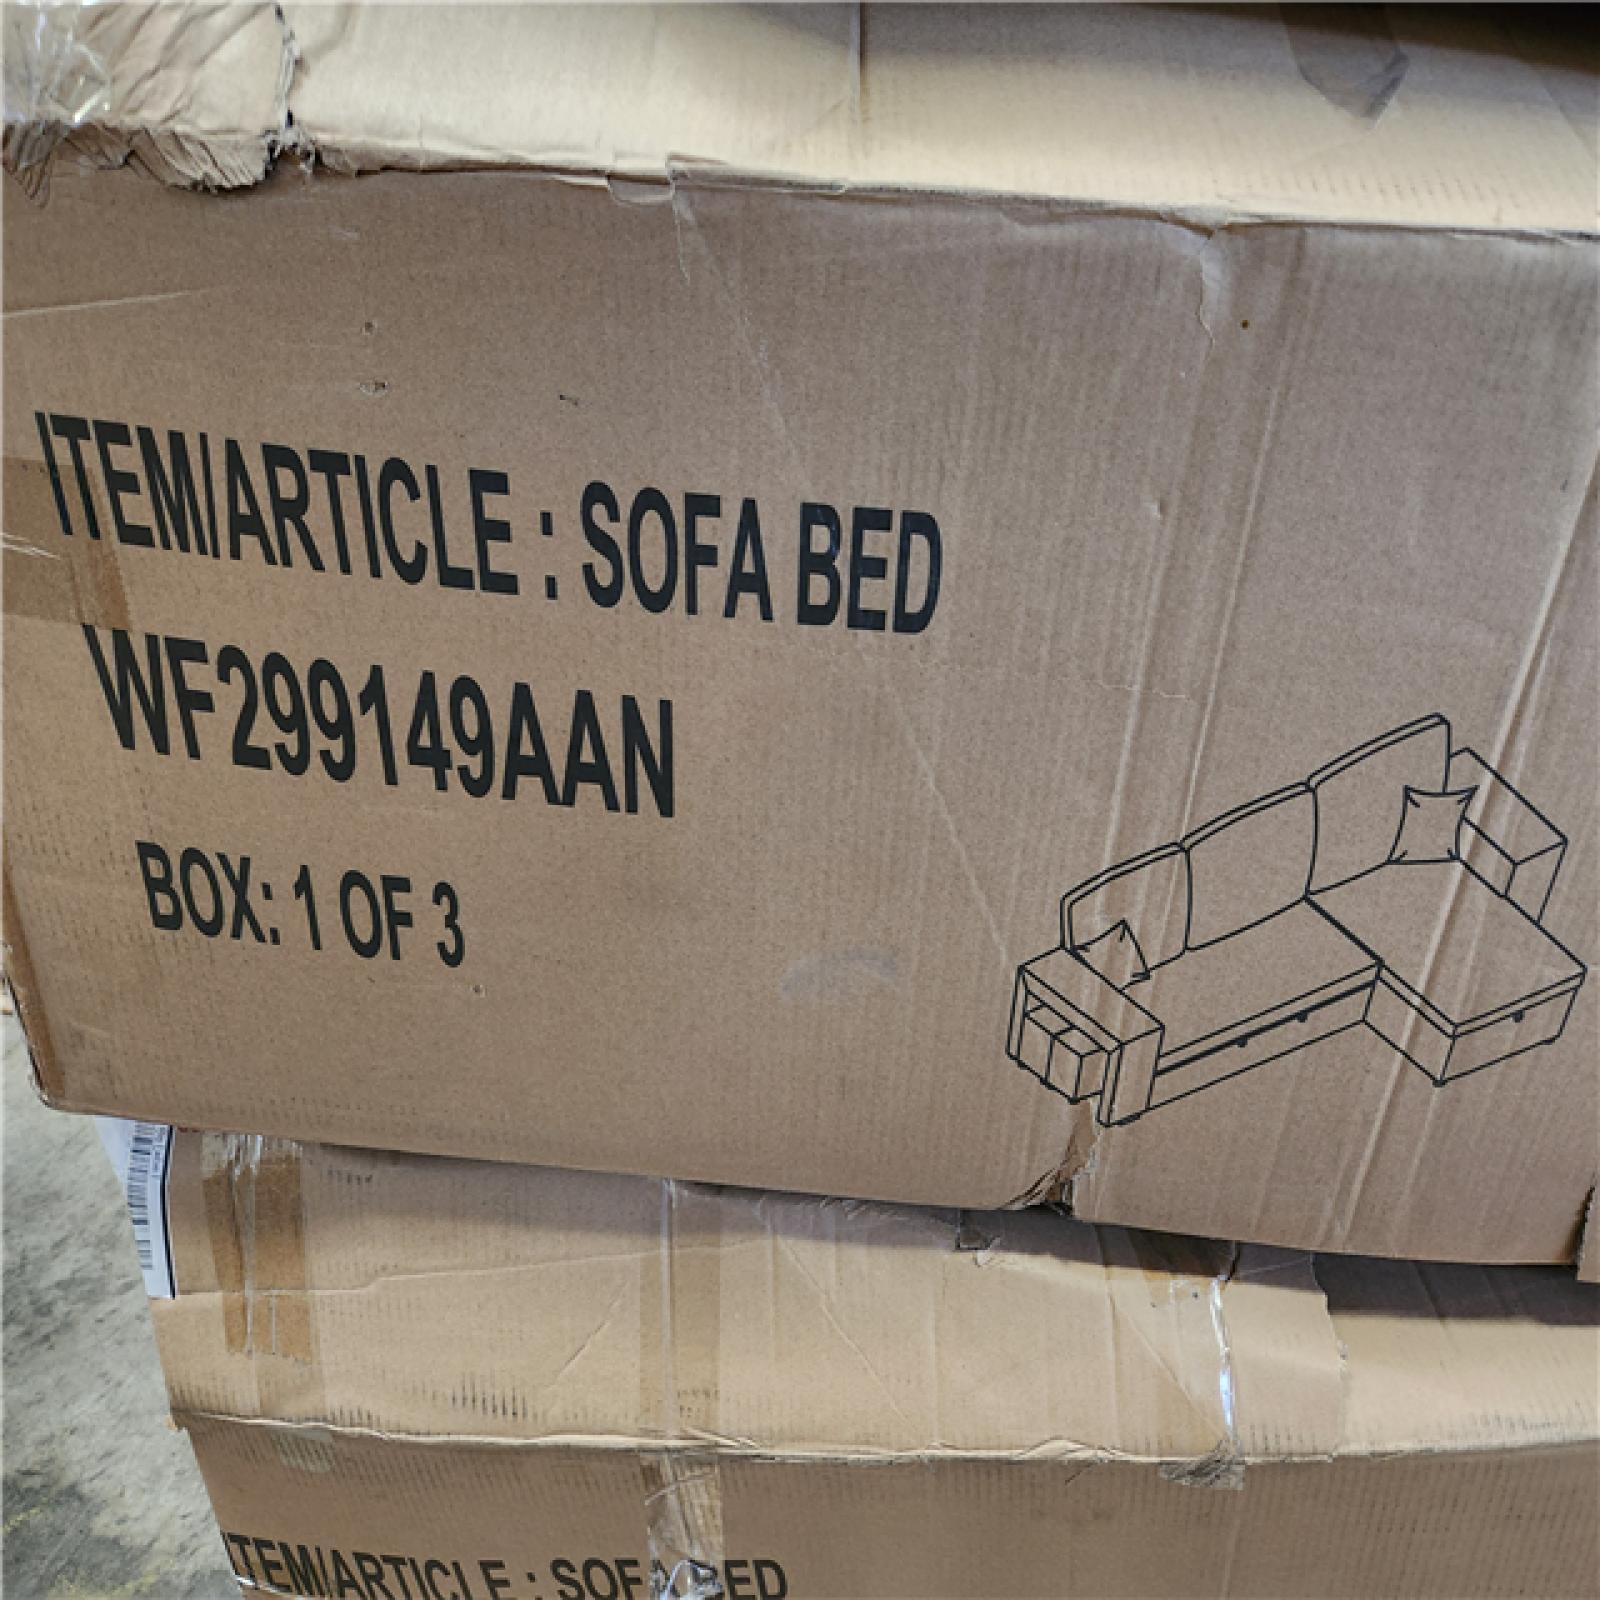 ITEM/ARTICLE : SOFA BED
WF299149AAN
BOX: 1 OF 3
ITEM/ARTICLE : SOFA BED